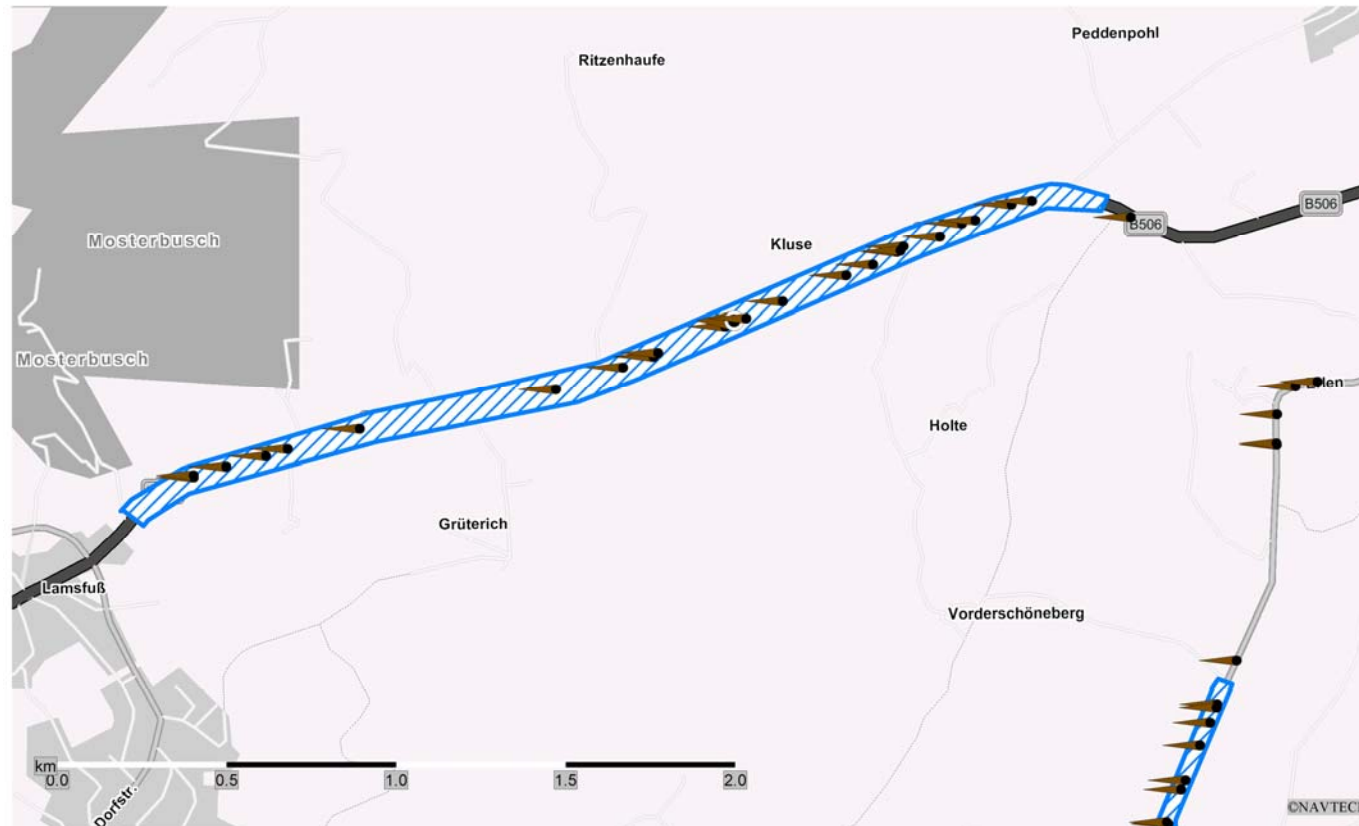 Peddenpohl
Ritzenhaufe
B506
B506
Mosterbusch
Kluse
Mosterbusch
Holte
Grüterich
Lamsfuß
Vorderschöneberg
km
0.0 0.5 1.0 1.5 2.0
Dorfstr.
©NAVTECH